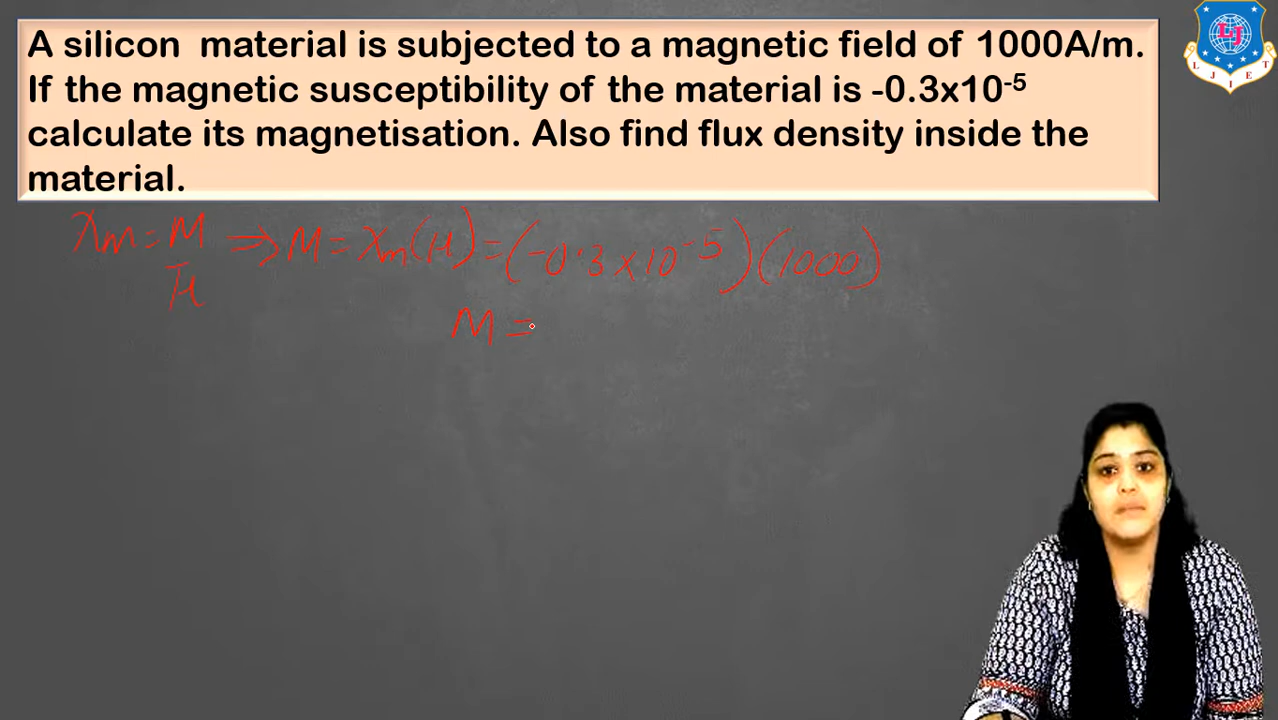 A silicon material is subjected to a magnetic field of 1000A/m.
If the magnetic susceptibility of the material is -0.3x10⁻⁵
calculate its magnetisation. Also find flux density inside the
material.
χm = M/H ⇒ M = χm(H) = (-0.3 × 10⁻⁵)(1000)
M =
LJ
L J I E T